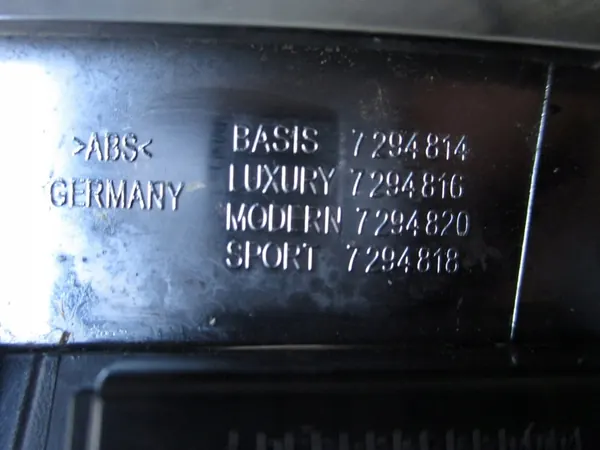 >ABS<
GERMANY
BASIS 7294814
LUXURY 7294816
MODERN 7294820
SPORT 7294818